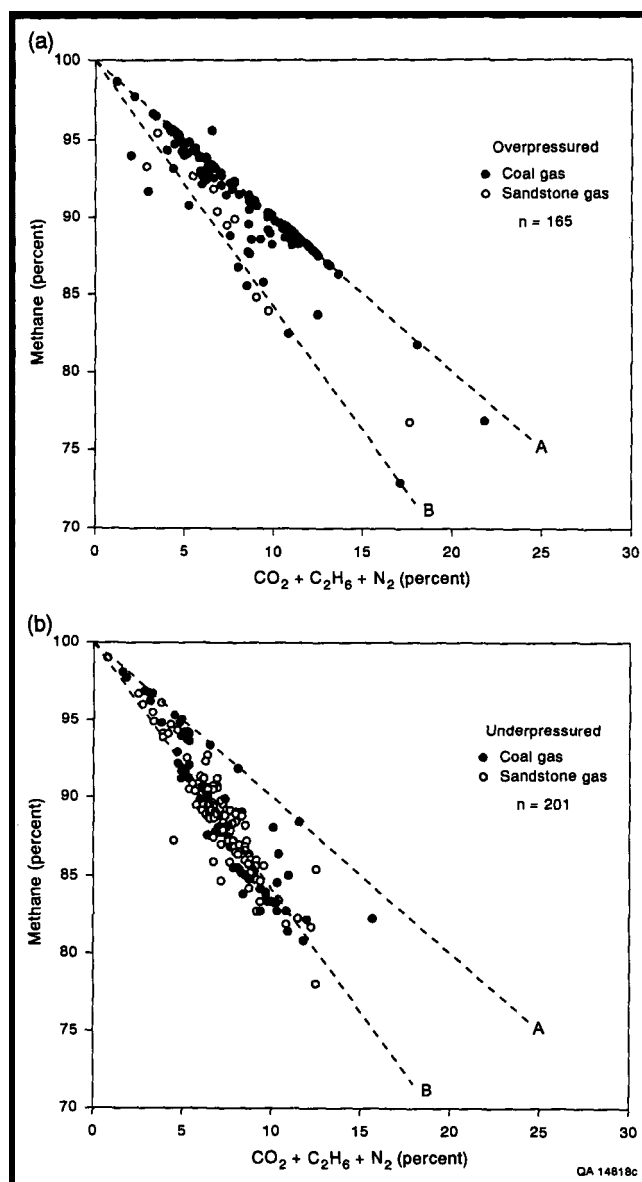 (a)
100
95
90
85
80
75
70
Methane (percent)
Overpressured
● Coal gas
○ Sandstone gas
n = 165
A
B
0 5 10 15 20 25 30
CO₂ + C₂H₆ + N₂ (percent)
(b)
100
95
90
85
80
75
70
Methane (percent)
Underpressured
● Coal gas
○ Sandstone gas
n = 201
A
B
0 5 10 15 20 25 30
CO₂ + C₂H₆ + N₂ (percent)
QA 14818c